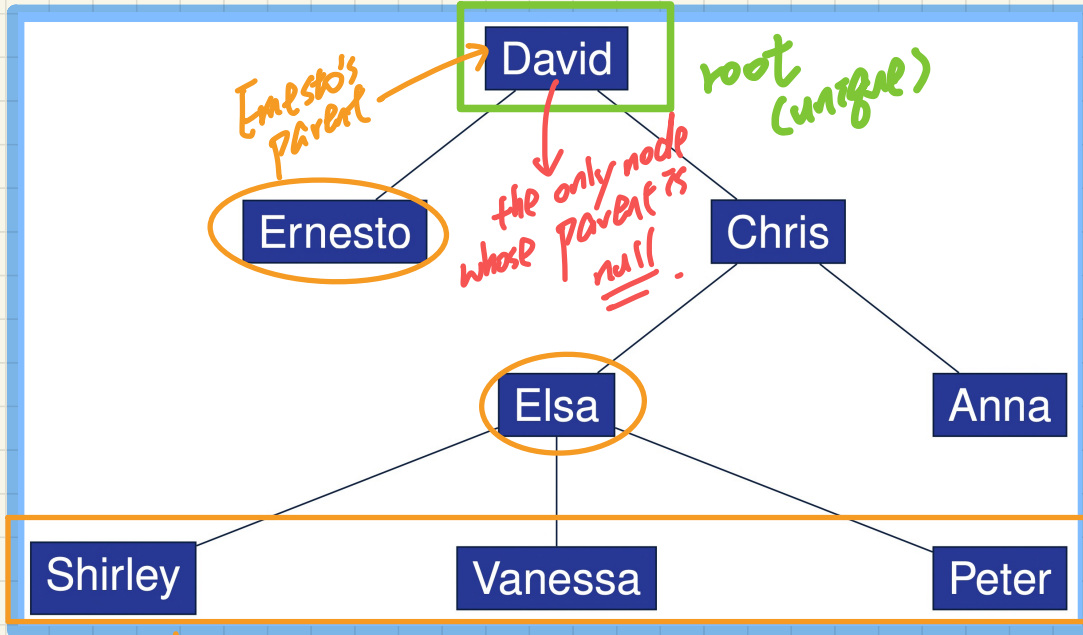 David
root
(unique)
Ernesto's
parent
the only node
whose parent is
null.
Ernesto
Chris
Elsa
Anna
Shirley
Vanessa
Peter